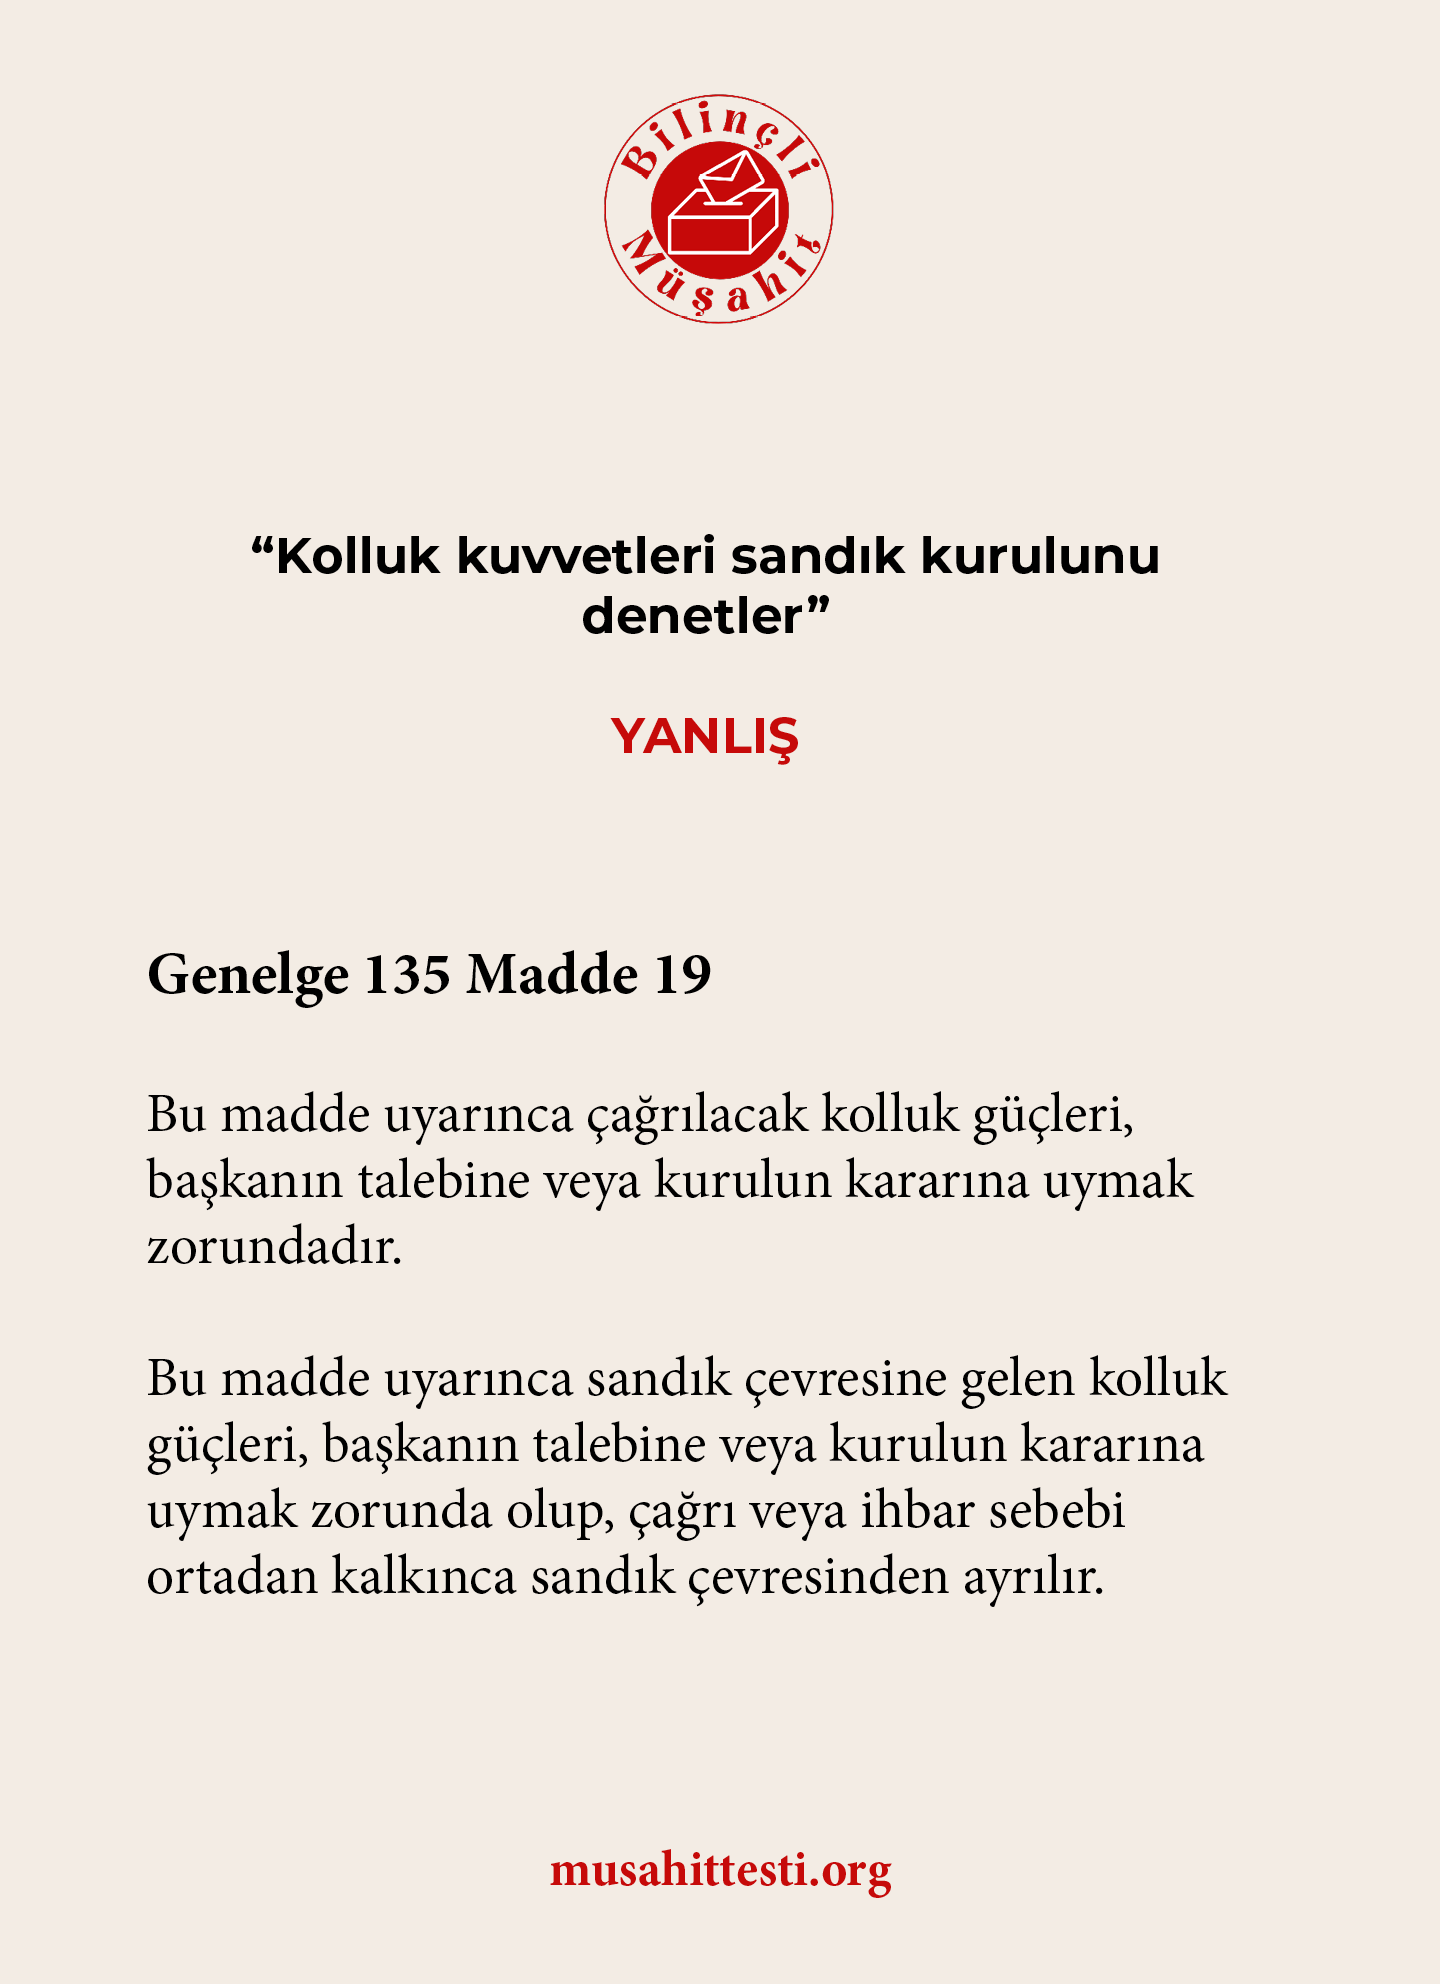 Bilinçli
Müşahit
“Kolluk kuvvetleri sandık kurulunu
denetler”
YANLIŞ
Genelge 135 Madde 19
Bu madde uyarınca çağrılacak kolluk güçleri,
başkanın talebine veya kurulun kararına uymak
zorundadır.
Bu madde uyarınca sandık çevresine gelen kolluk
güçleri, başkanın talebine veya kurulun kararına
uymak zorunda olup, çağrı veya ihbar sebebi
ortadan kalkınca sandık çevresinden ayrılır.
musahittesti.org